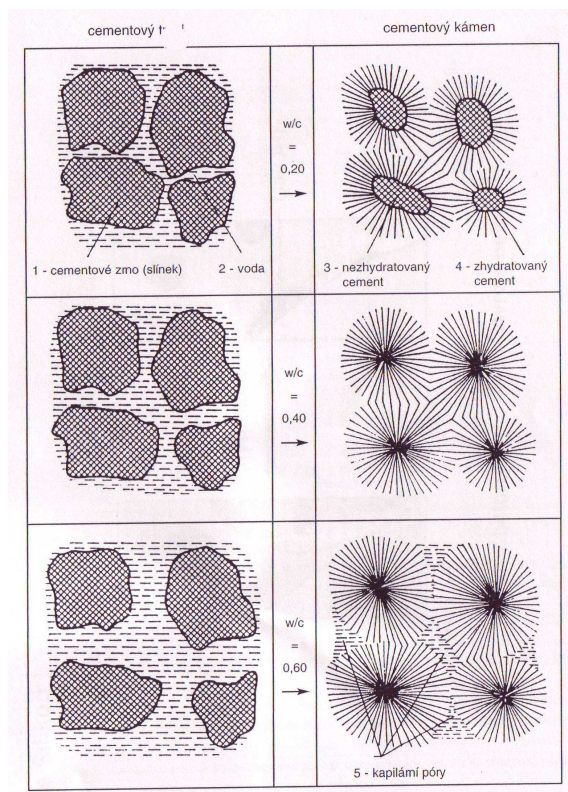 cementový
cementový kámen
w/c
=
0,20
1 - cementové zrno (slínek)
2 - voda
3 - nezhydratovaný
cement
4 - zhydratovaný
cement
w/c
=
0,40
w/c
=
0,60
5 - kapilární póry